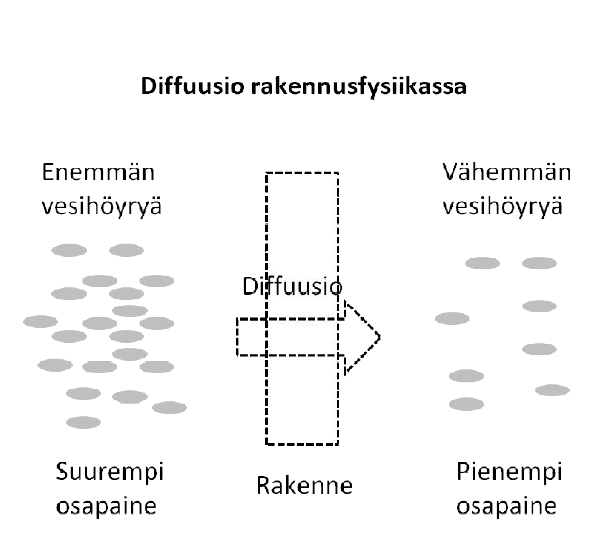 Diffuusio rakennusfysiikassa
Enemmän
vesihöyryä
Vähemmän
vesihöyryä
Diffuusio
Suurempi
osapaine
Rakenne
Pienempi
osapaine